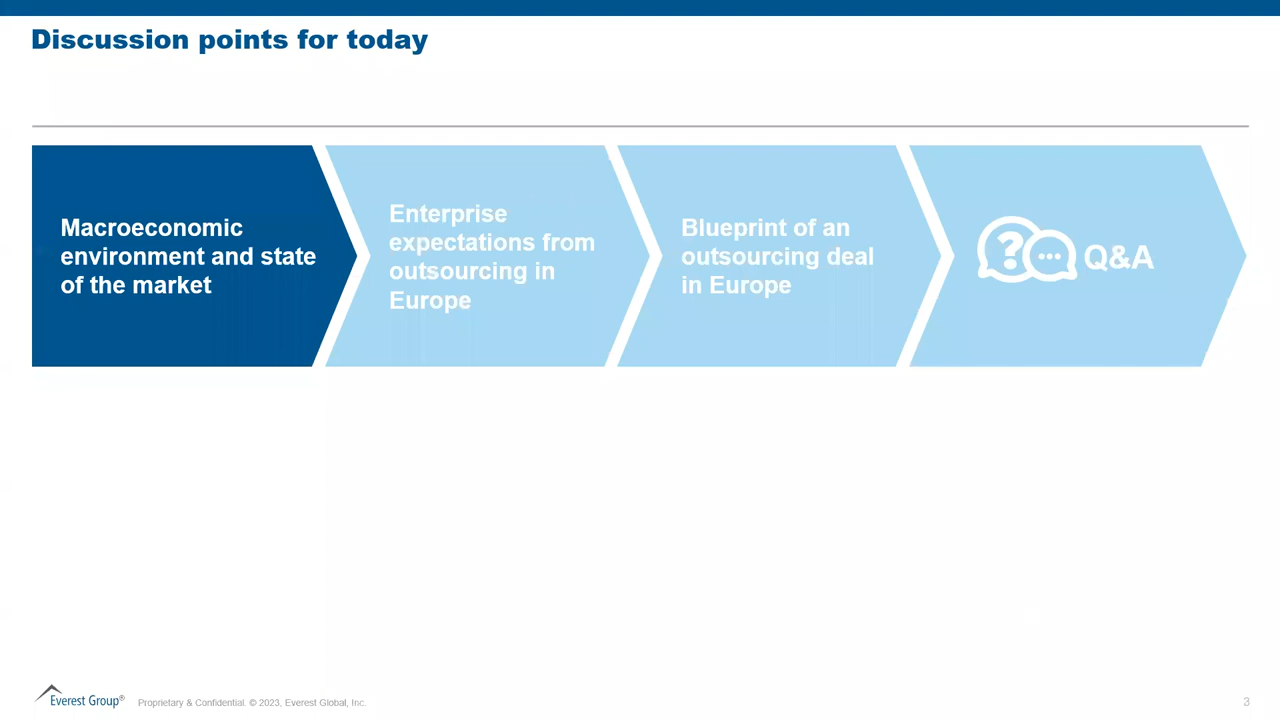 Discussion points for today
Macroeconomic
environment and state
of the market
Enterprise
expectations from
outsourcing in
Europe
Blueprint of an
outsourcing deal
in Europe
?
Q&A
Everest Group®
Proprietary & Confidential. © 2023, Everest Global, Inc.
3